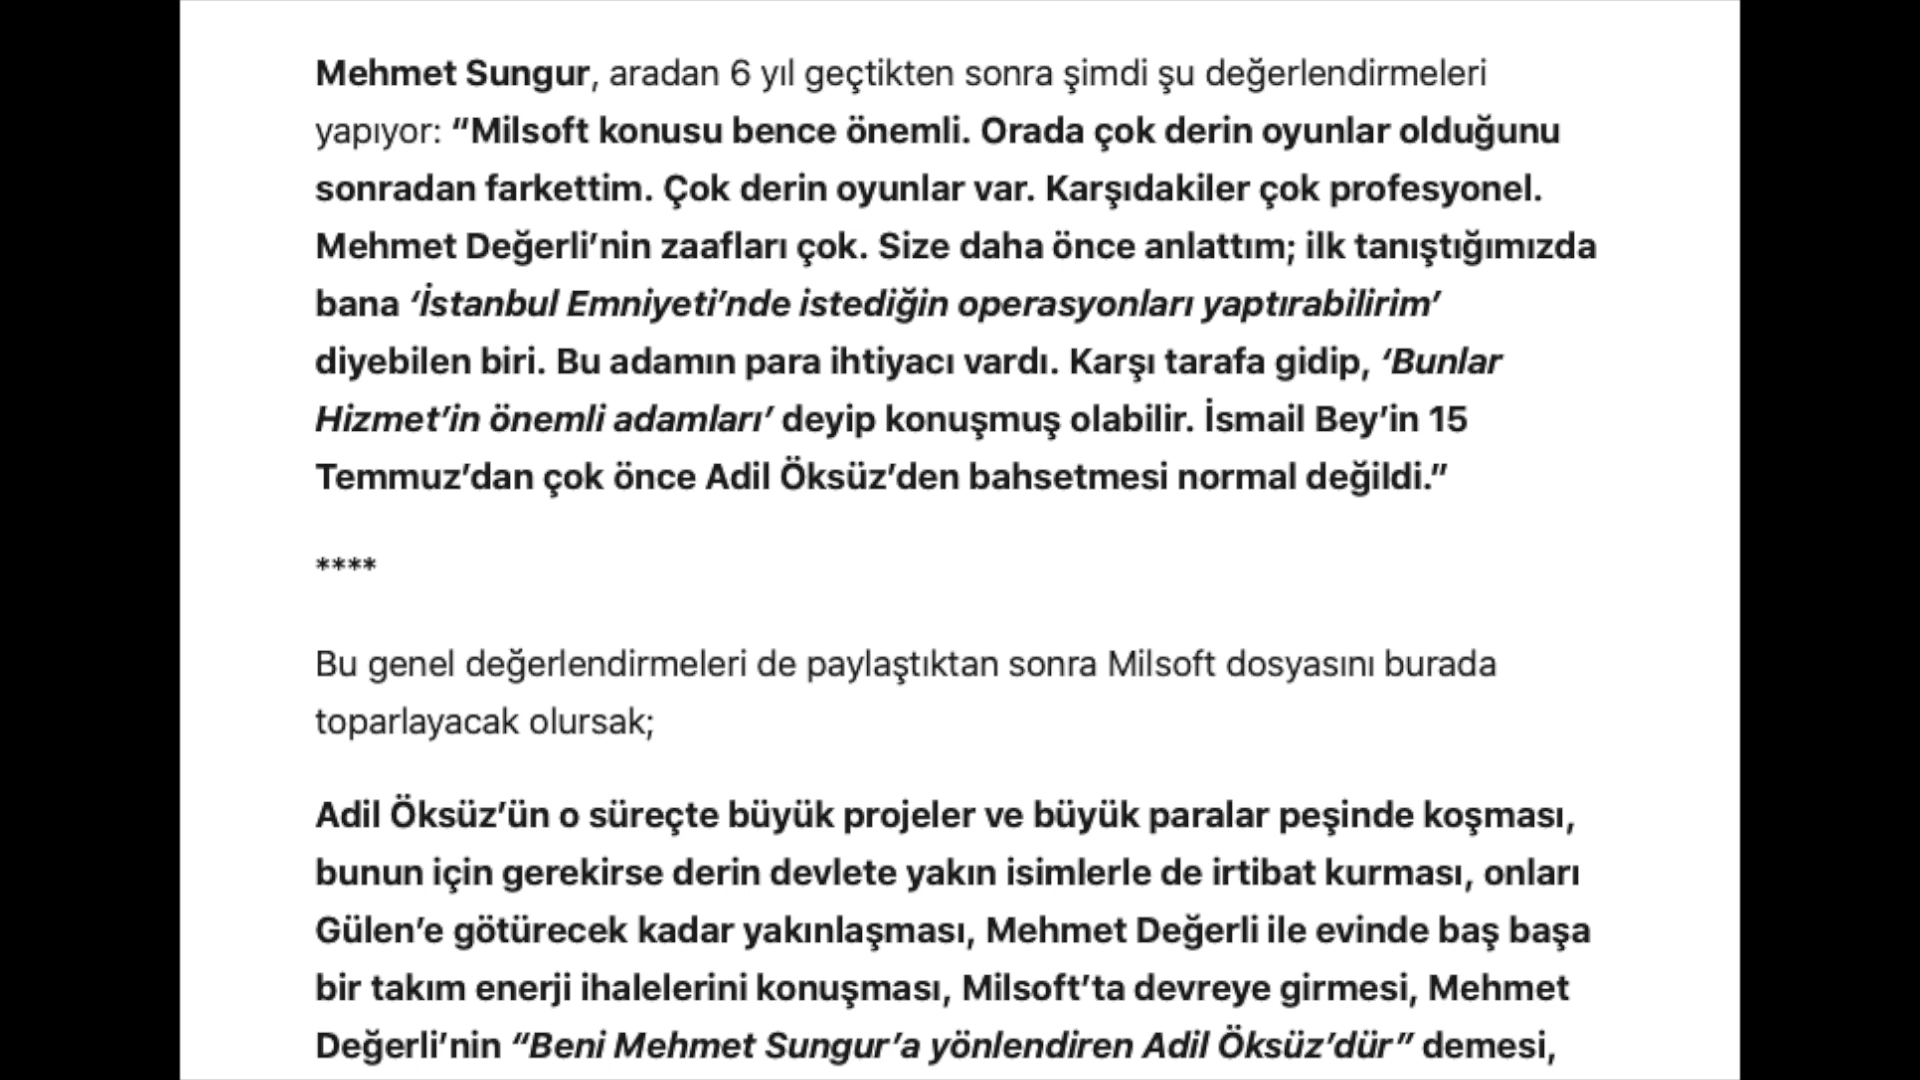 Mehmet Sungur, aradan 6 yıl geçtikten sonra şimdi şu değerlendirmeleri
yapıyor: “Milsoft konusu bence önemli. Orada çok derin oyunlar olduğunu
sonradan farkettim. Çok derin oyunlar var. Karşıdakiler çok profesyonel.
Mehmet Değerli’nin zaafları çok. Size daha önce anlattım; ilk tanıştığımızda
bana ‘İstanbul Emniyeti’nde istediğin operasyonları yaptırabilirim’
diyebilen biri. Bu adamın para ihtiyacı vardı. Karşı tarafa gidip, ‘Bunlar
Hizmet’in önemli adamları’ deyip konuşmuş olabilir. İsmail Bey’in 15
Temmuz’dan çok önce Adil Öksüz’den bahsetmesi normal değildi.”
****
Bu genel değerlendirmeleri de paylaştıktan sonra Milsoft dosyasını burada
toparlayacak olursak;
Adil Öksüz’ün o süreçte büyük projeler ve büyük paralar peşinde koşması,
bunun için gerekirse derin devlete yakın isimlerle de irtibat kurması, onları
Gülen’e götürecek kadar yakınlaşması, Mehmet Değerli ile evinde baş başa
bir takım enerji ihalelerini konuşması, Milsoft’ta devreye girmesi, Mehmet
Değerli’nin “Beni Mehmet Sungur’a yönlendiren Adil Öksüz’dür” demesi,